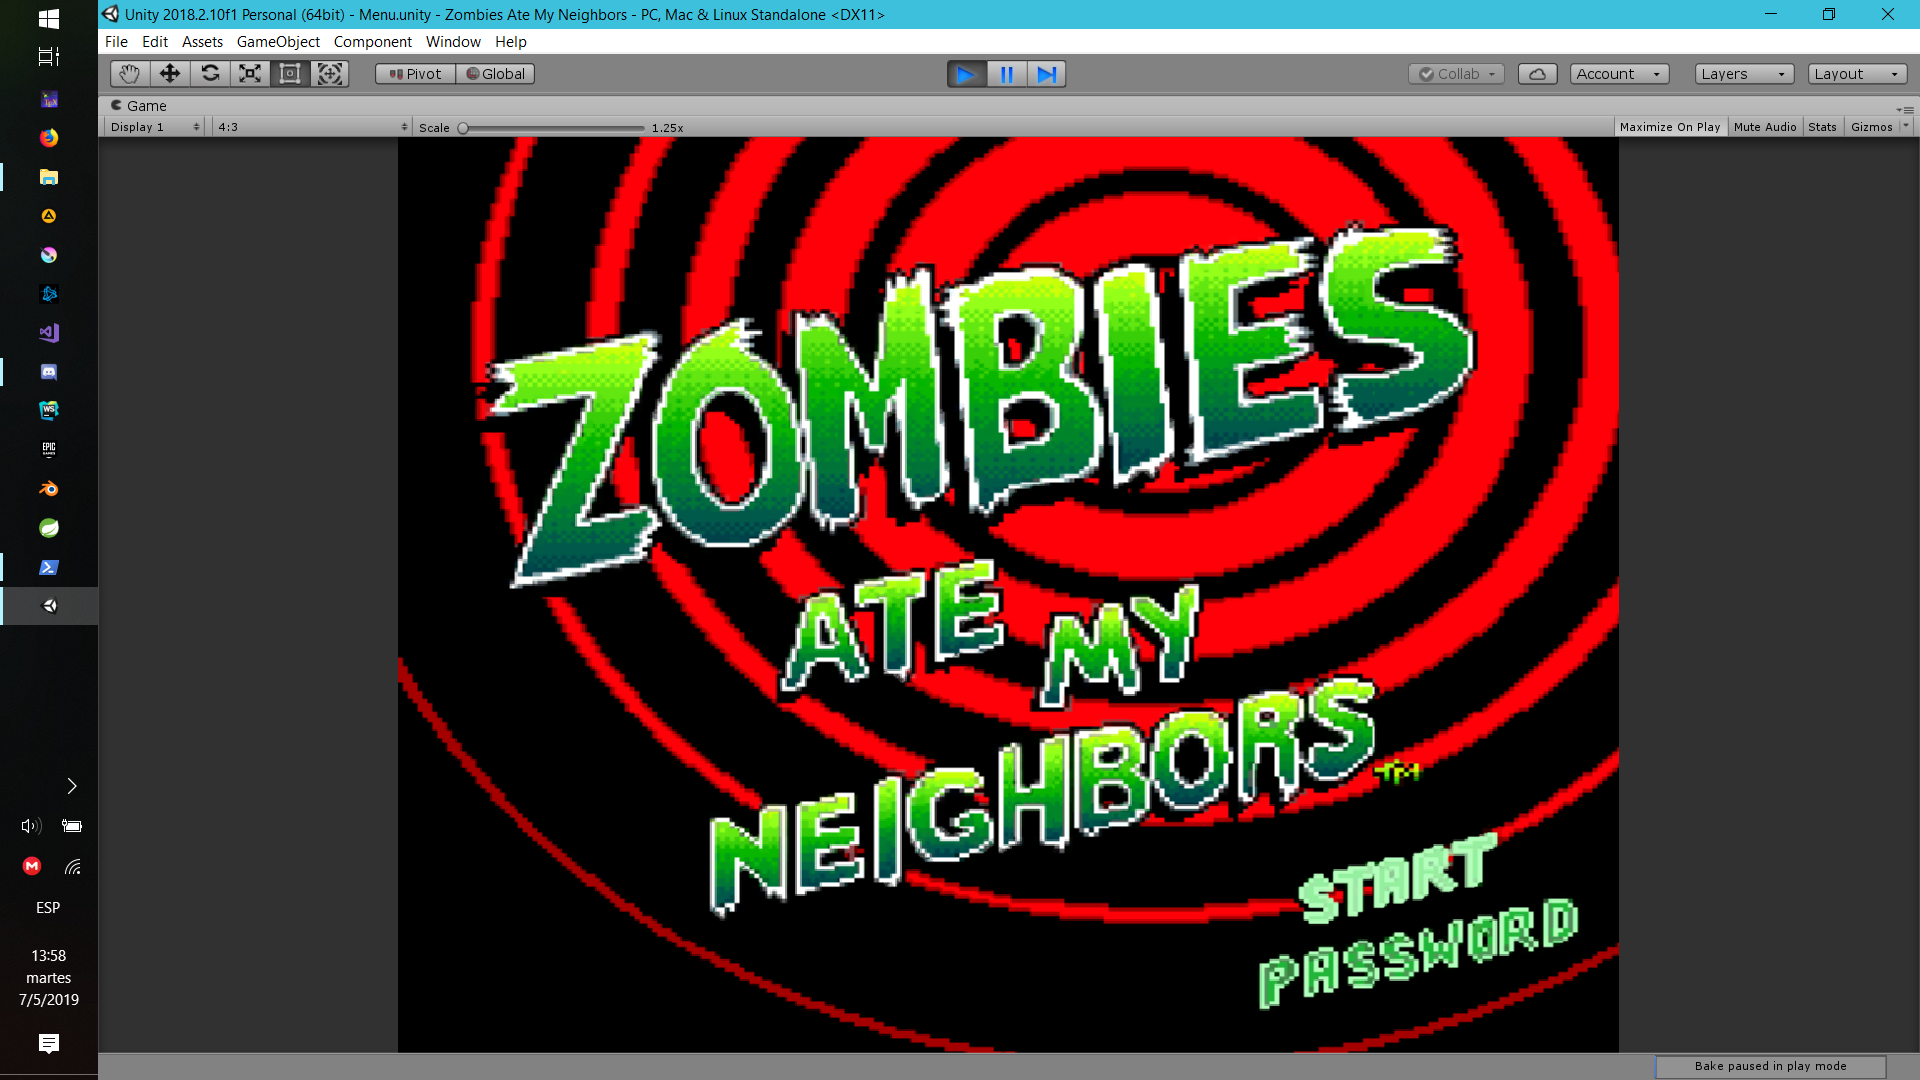 Unity 2018.2.10f1 Personal (64bit) - Menu.unity - Zombies Ate My Neighbors - PC, Mac & Linux Standalone <DX11>
File Edit Assets GameObject Component Window Help
Pivot Global Collab Account Layers Layout
Game
Display 1 4:3 Scale 1.25x Maximize On Play Mute Audio Stats Gizmos
ZOMBIES
ATE MY
NEIGHBORS TM
START
PASSWORD
WS
EPIC
GAMES
M
ESP
13:58
martes
7/5/2019
Bake paused in play mode